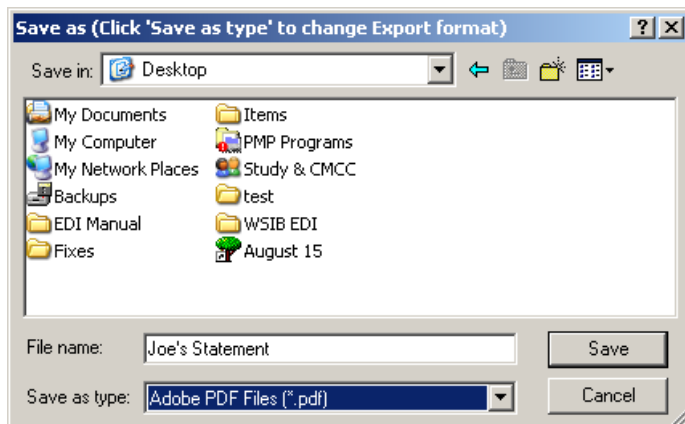 Save as (Click 'Save as type' to change Export format)
Save in: Desktop
My Documents
My Computer
My Network Places
Backups
EDI Manual
Fixes
Items
PMP Programs
Study & CMCC
test
WSIB EDI
August 15
File name: Joe's Statement
Save
Save as type: Adobe PDF Files (*.pdf)
Cancel